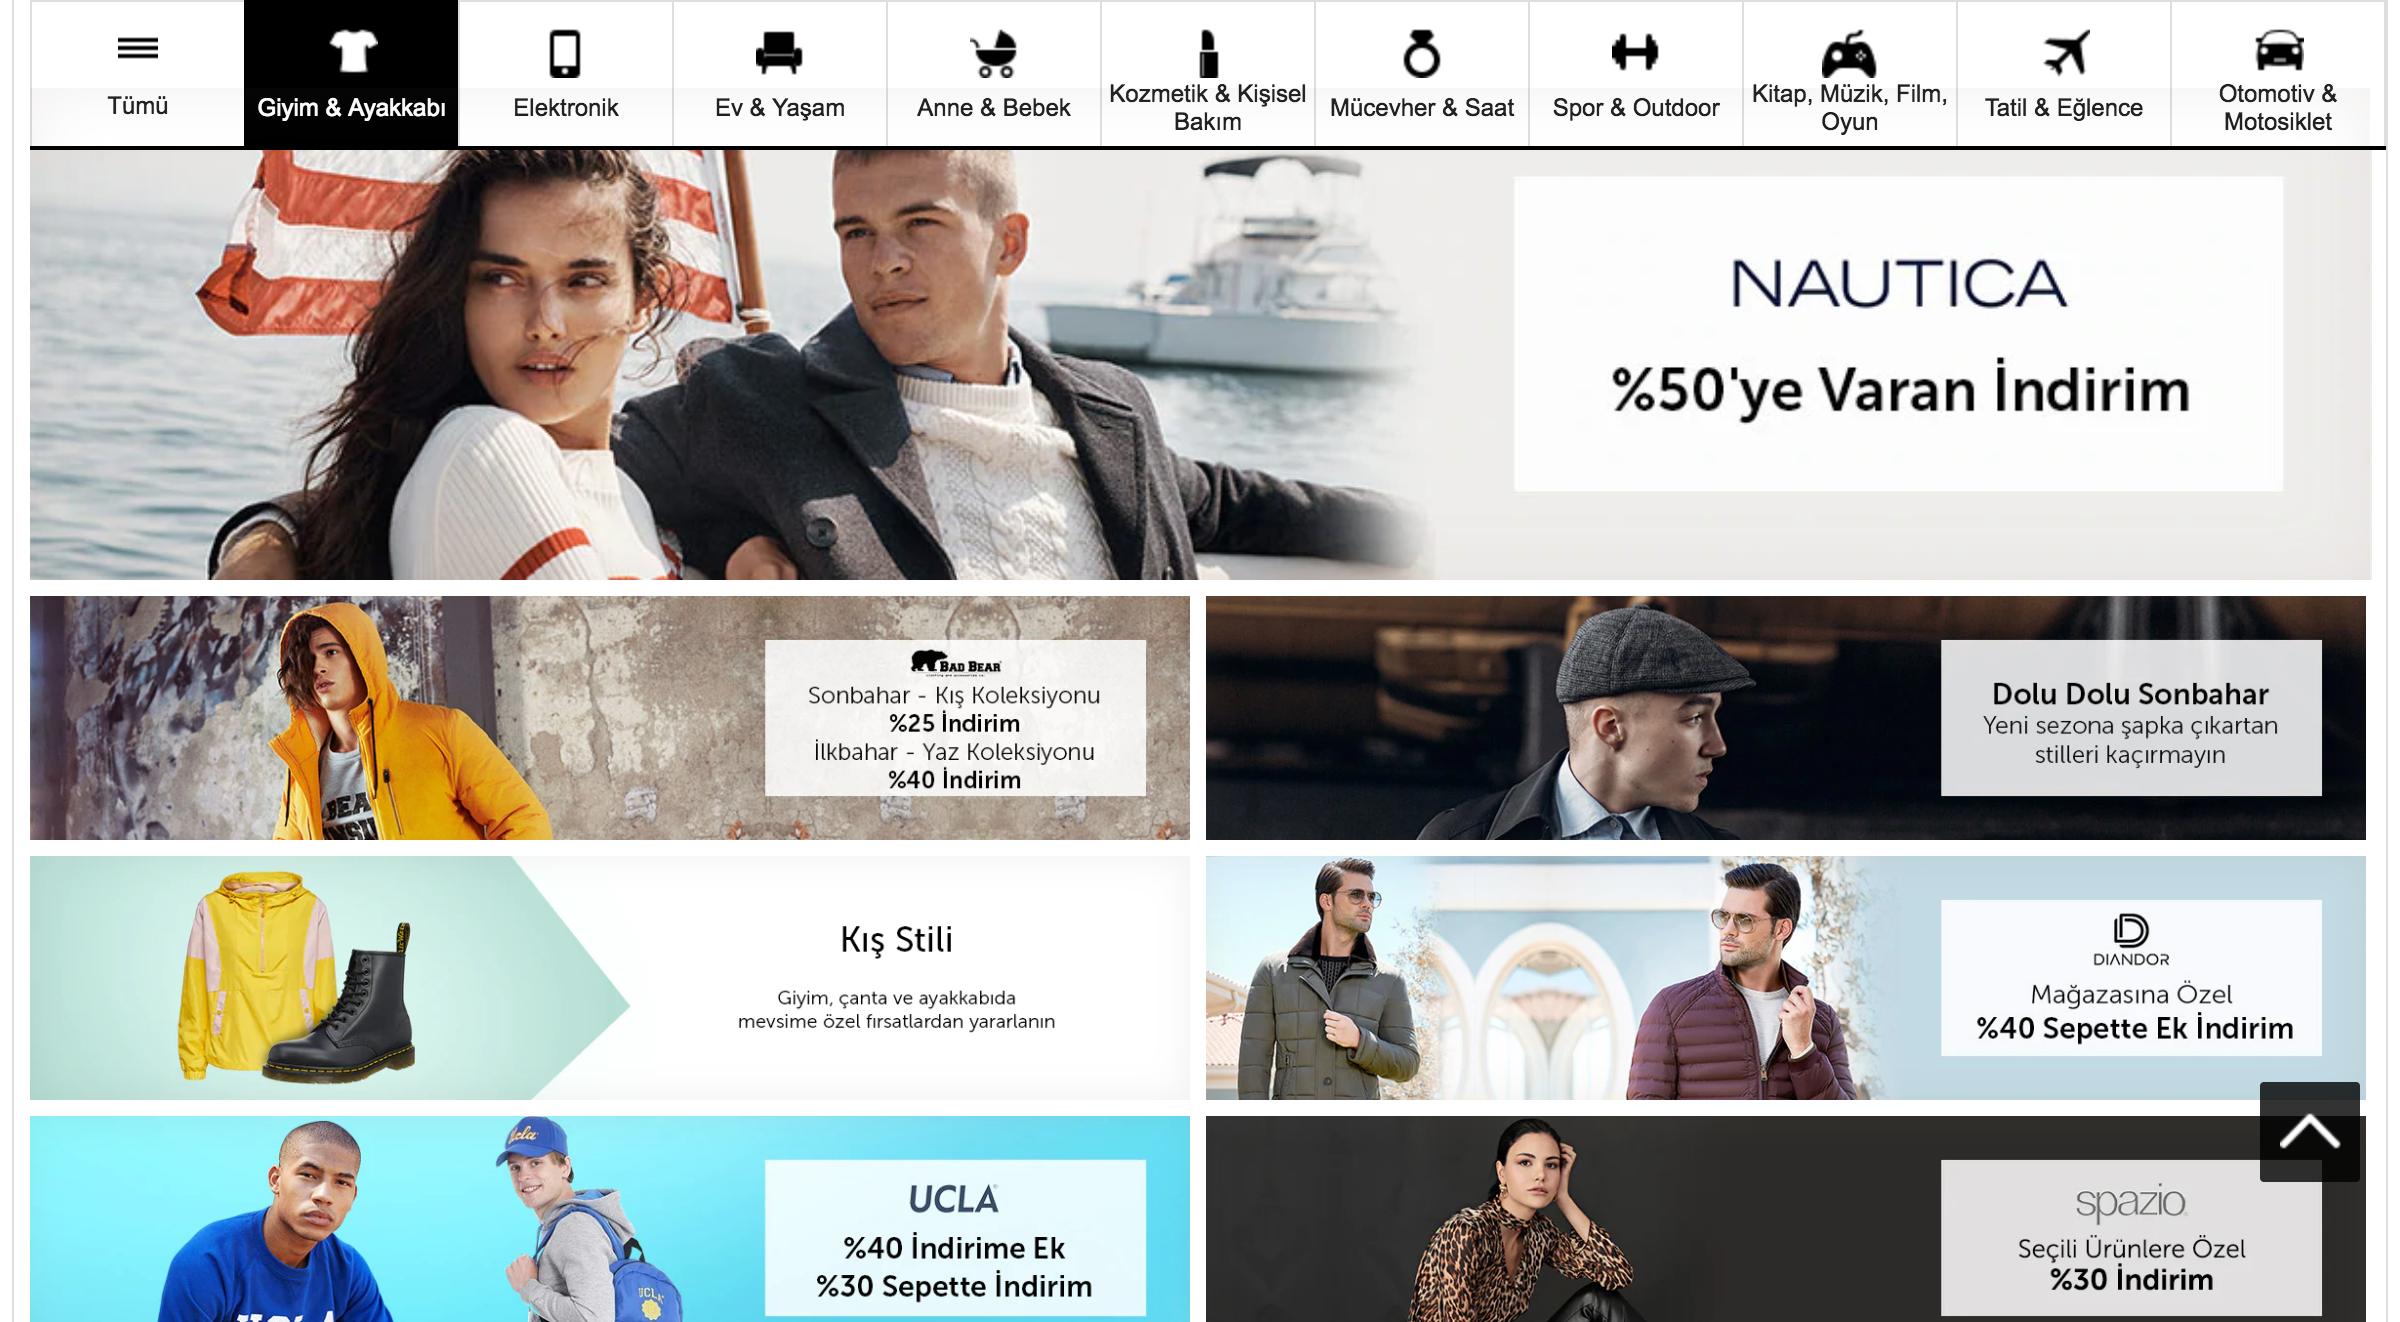 Tümü
Giyim & Ayakkabı
Elektronik
Ev & Yaşam
Anne & Bebek
Kozmetik & Kişisel
Bakım
Mücevher & Saat
Spor & Outdoor
Kitap, Müzik, Film,
Oyun
Tatil & Eğlence
Otomotiv &
Motosiklet
NAUTICA
%50'ye Varan İndirim
BAD BEAR
Sonbahar - Kış Koleksiyonu
%25 İndirim
İlkbahar - Yaz Koleksiyonu
%40 İndirim
Dolu Dolu Sonbahar
Yeni sezona şapka çıkartan
stilleri kaçırmayın
Kış Stili
Giyim, çanta ve ayakkabıda
mevsime özel fırsatlardan yararlanın
DIANDOR
Mağazasına Özel
%40 Sepette Ek İndirim
UCLA
%40 İndirime Ek
%30 Sepette İndirim
ucla
UCLA
UCLA
spazio
Seçili Ürünlere Özel
%30 İndirim